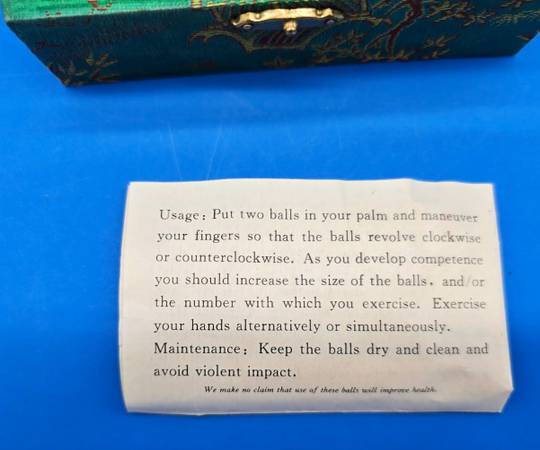 Usage: Put two balls in your palm and maneuver
your fingers so that the balls revolve clockwise
or counterclockwise. As you develop competence
you should increase the size of the balls, and/or
the number with which you exercise. Exercise
your hands alternatively or simultaneously.
Maintenance: Keep the balls dry and clean and
avoid violent impact.
We make no claim that use of these balls will improve health.